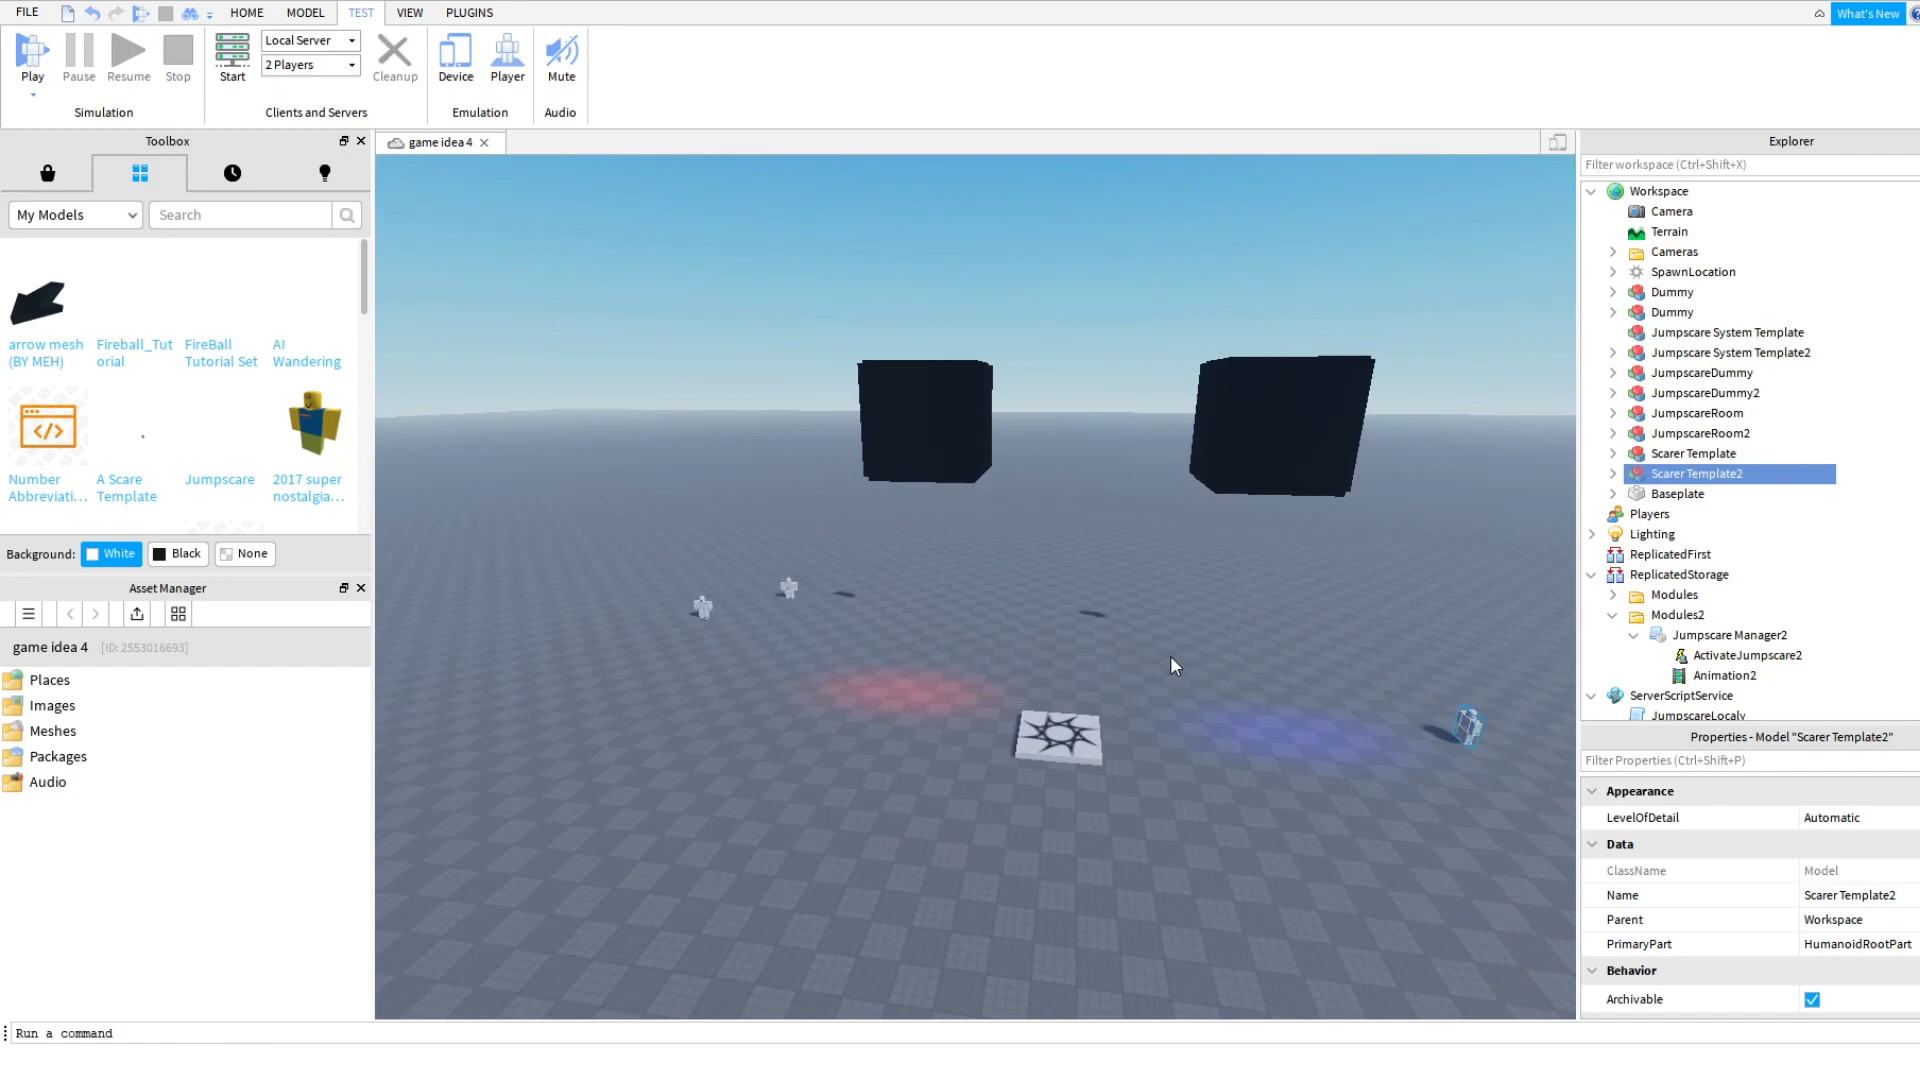 FILE HOME MODEL TEST VIEW PLUGINS What's New
Local Server
2 Players
Play Pause Resume Stop Start Cleanup Device Player Mute
Simulation Clients and Servers Emulation Audio
Toolbox
game idea 4
Explorer
My Models Search
arrow mesh (BY MEH)
Fireball_Tutorial
FireBall Tutorial Set
AI Wandering
Number Abbreviati...
A Scare Template
Jumpscare
2017 super nostalgia...
Background: White Black None
Asset Manager
game idea 4 [ID: 2553016693]
Places
Images
Meshes
Packages
Audio
Filter workspace (Ctrl+Shift+X)
Workspace
Camera
Terrain
Cameras
SpawnLocation
Dummy
Dummy
Jumpscare System Template
Jumpscare System Template2
JumpscareDummy
JumpscareDummy2
JumpscareRoom
JumpscareRoom2
Scarer Template
Scarer Template2
Baseplate
Players
Lighting
ReplicatedFirst
ReplicatedStorage
Modules
Modules2
Jumpscare Manager2
ActivateJumpscare2
Animation2
ServerScriptService
JumpscareLocaly
Properties - Model "Scarer Template2"
Filter Properties (Ctrl+Shift+P)
Appearance
LevelOfDetail Automatic
Data
ClassName Model
Name Scarer Template2
Parent Workspace
PrimaryPart HumanoidRootPart
Behavior
Archivable
Run a command